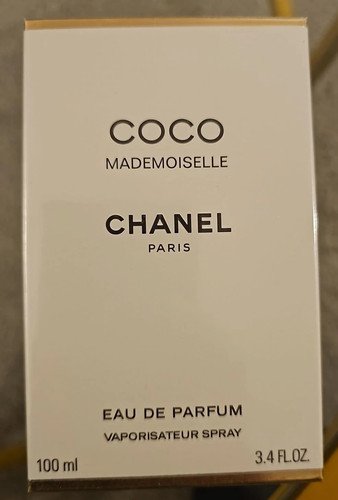 COCO
MADEMOISELLE
CHANEL
PARIS
EAU DE PARFUM
VAPORISATEUR SPRAY
100 ml 3.4 FL.OZ.